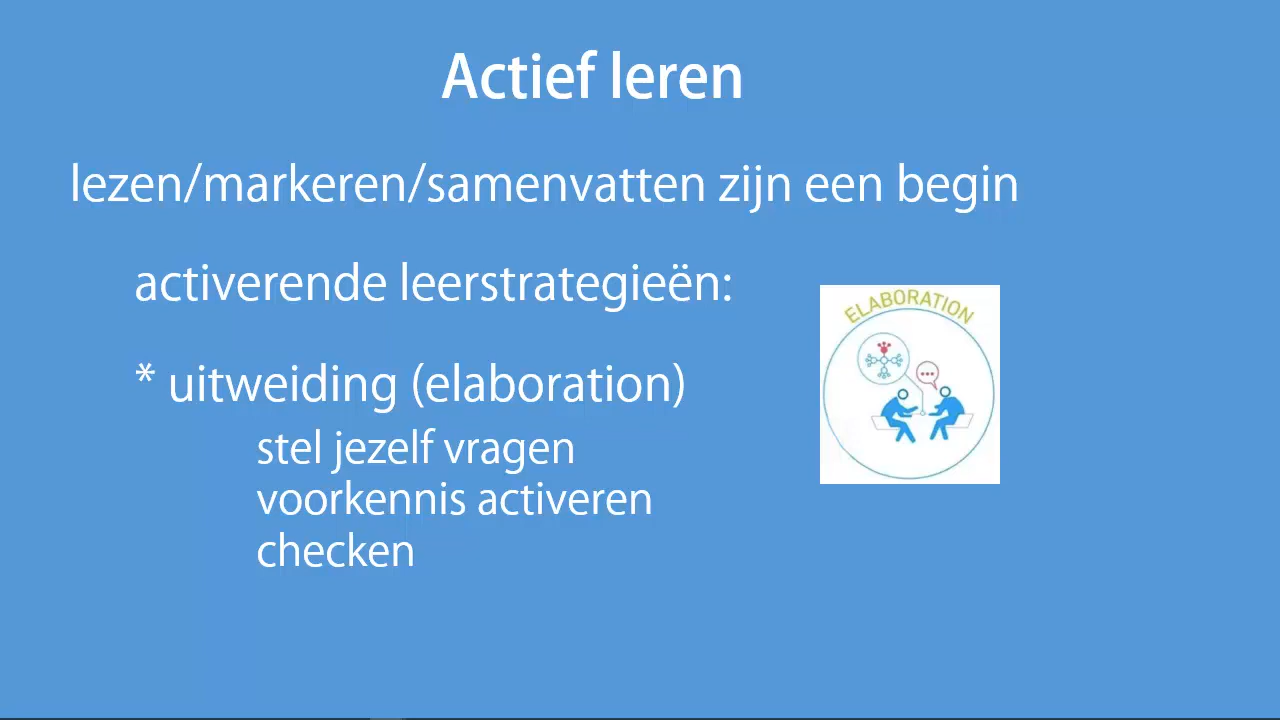 Actief leren
lezen/markeren/samenvatten zijn een begin
activerende leerstrategieën:
ELABORATION
* uitweiding (elaboration)
stel jezelf vragen
voorkennis activeren
checken